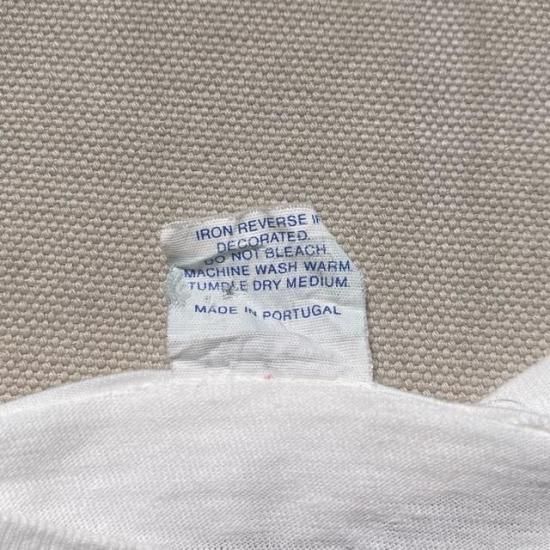 IRON REVERSE IF
DECORATED.
DO NOT BLEACH.
MACHINE WASH WARM.
TUMBLE DRY MEDIUM.
MADE IN PORTUGAL